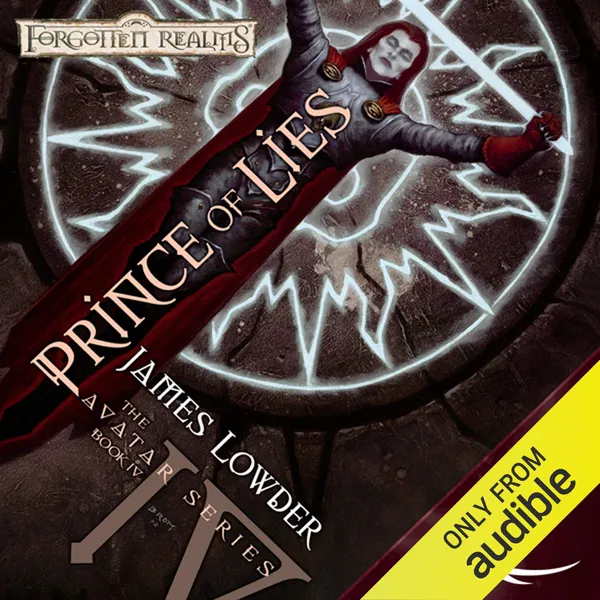 FORGOTTEN REALMS
PRINCE OF LIES
JAMES LOWDER
THE
AVATAR SERIES
BOOK IV
IV
ONLY FROM
audible